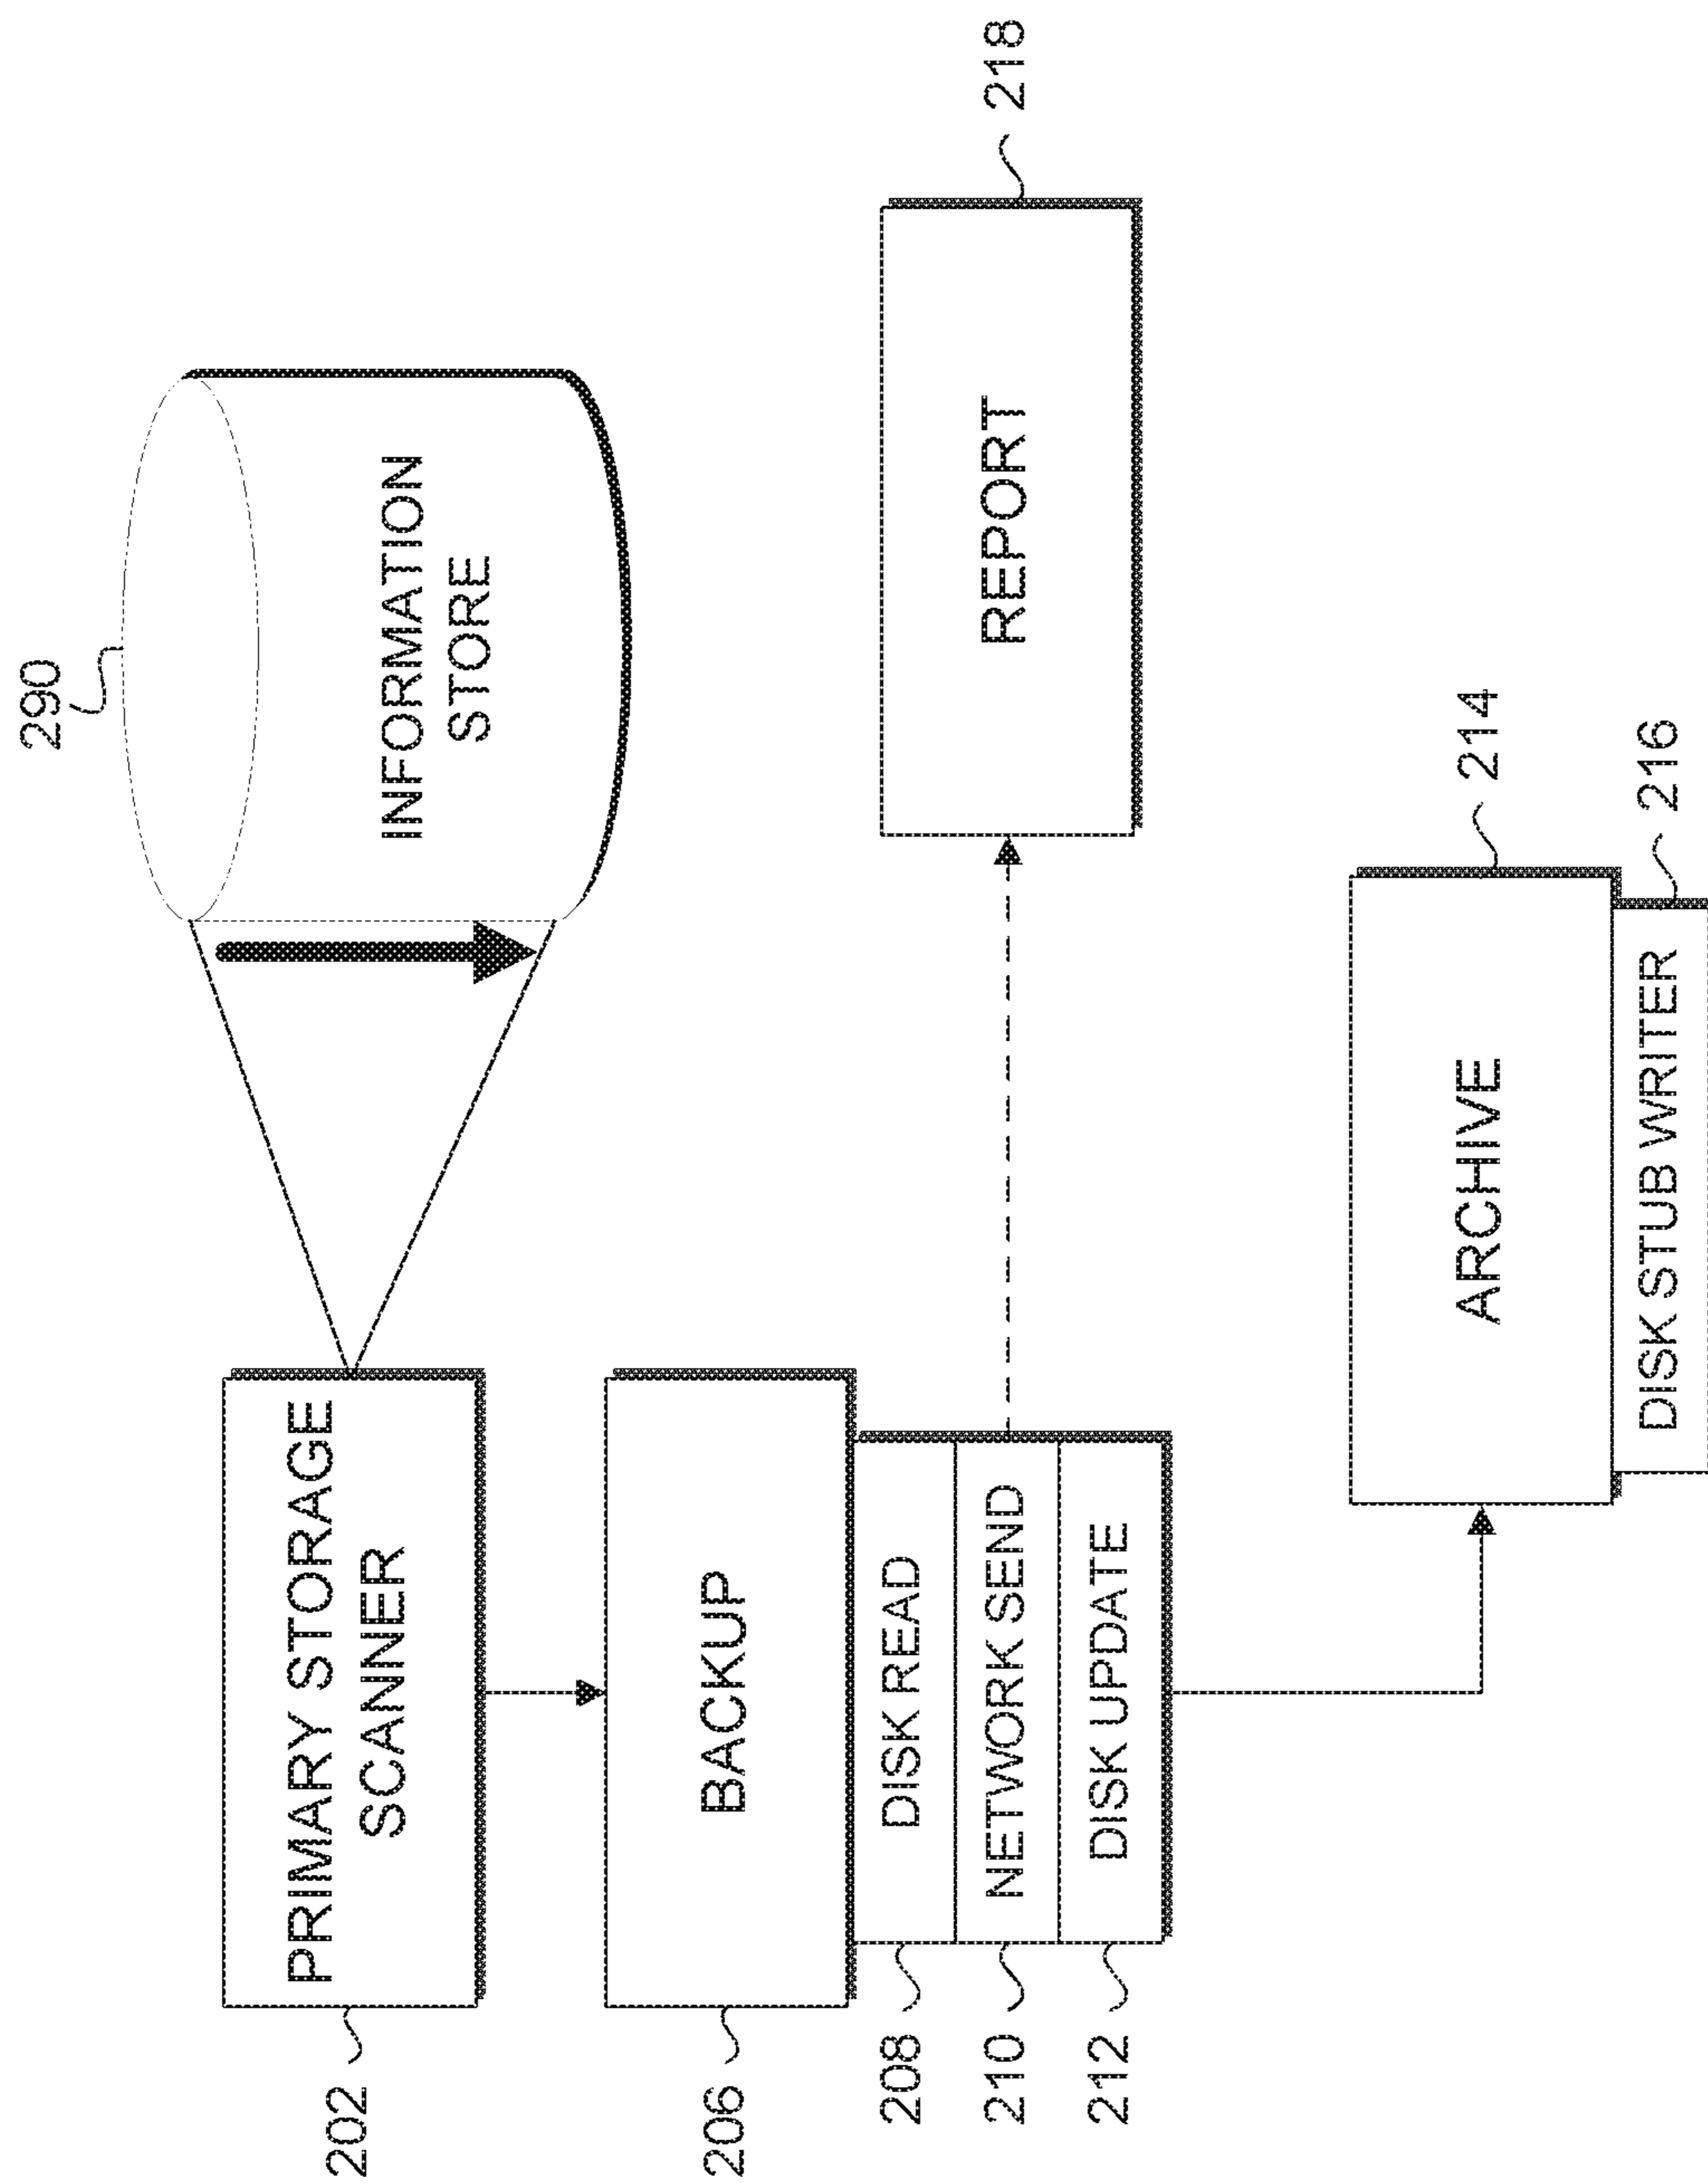 290
202
PRIMARY STORAGE
SCANNER
INFORMATION
STORE
206
BACKUP
208
DISK READ
210
NETWORK SEND
212
DISK UPDATE
REPORT
218
ARCHIVE
214
DISK STUB WRITER
216